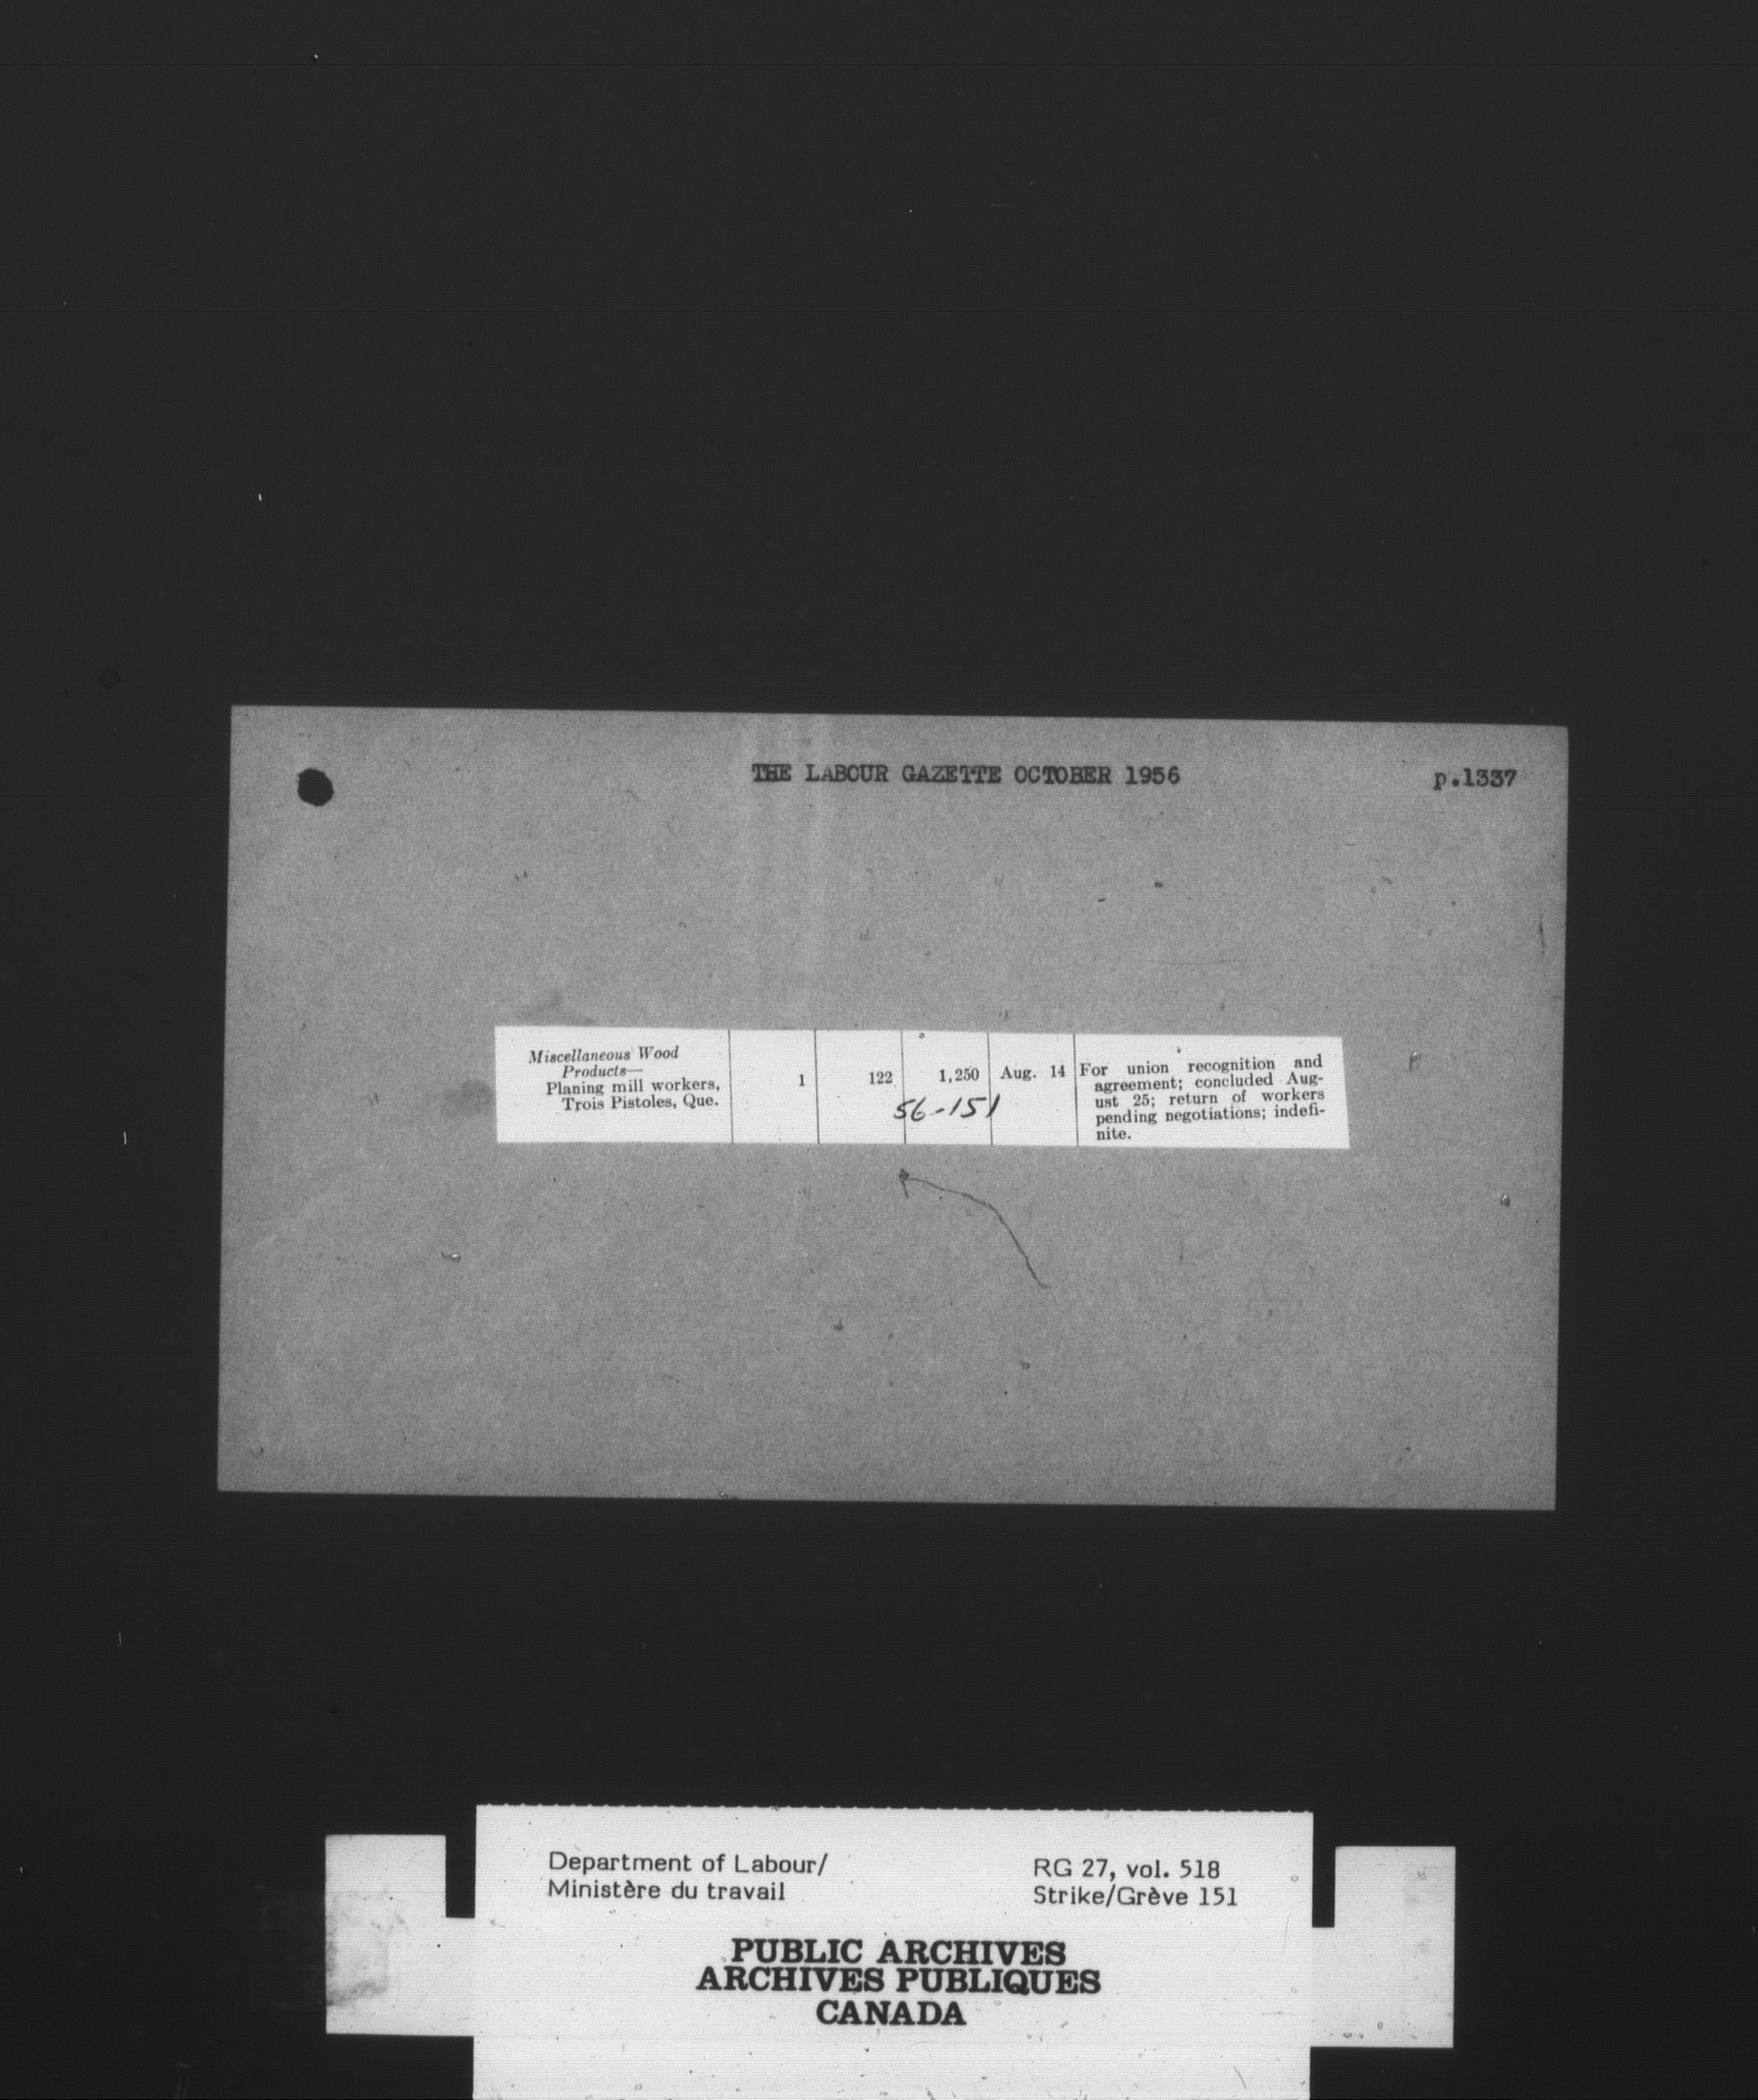 THE LABOUR GAZETTE OCTOBER 1956 p.1337
Miscellaneous Wood
Products—
Planing mill workers,
Trois Pistoles, Que.
1
122
1,250
56-151
Aug. 14
For union recognition and
agreement; concluded Aug-
ust 25; return of workers
pending negotiations; indefi-
nite.
Department of Labour/
Ministère du travail
RG 27, vol. 518
Strike/Grève 151
PUBLIC ARCHIVES
ARCHIVES PUBLIQUES
CANADA